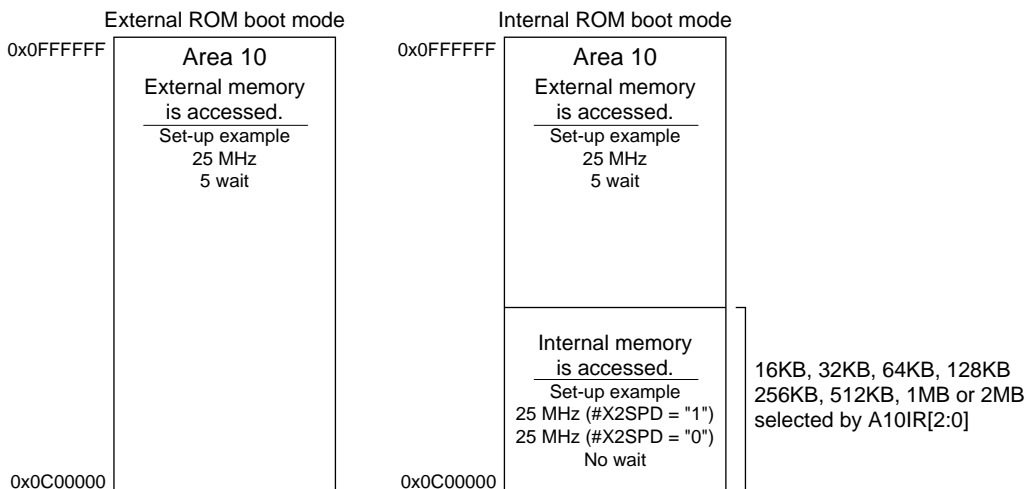 External ROM boot mode
0x0FFFFFF
Area 10
External memory
is accessed.
Set-up example
25 MHz
5 wait
0x0C00000
Internal ROM boot mode
0x0FFFFFF
Area 10
External memory
is accessed.
Set-up example
25 MHz
5 wait
Internal memory
is accessed.
Set-up example
25 MHz (#X2SPD = "1")
25 MHz (#X2SPD = "0")
No wait
0x0C00000
16KB, 32KB, 64KB, 128KB
256KB, 512KB, 1MB or 2MB
selected by A10IR[2:0]